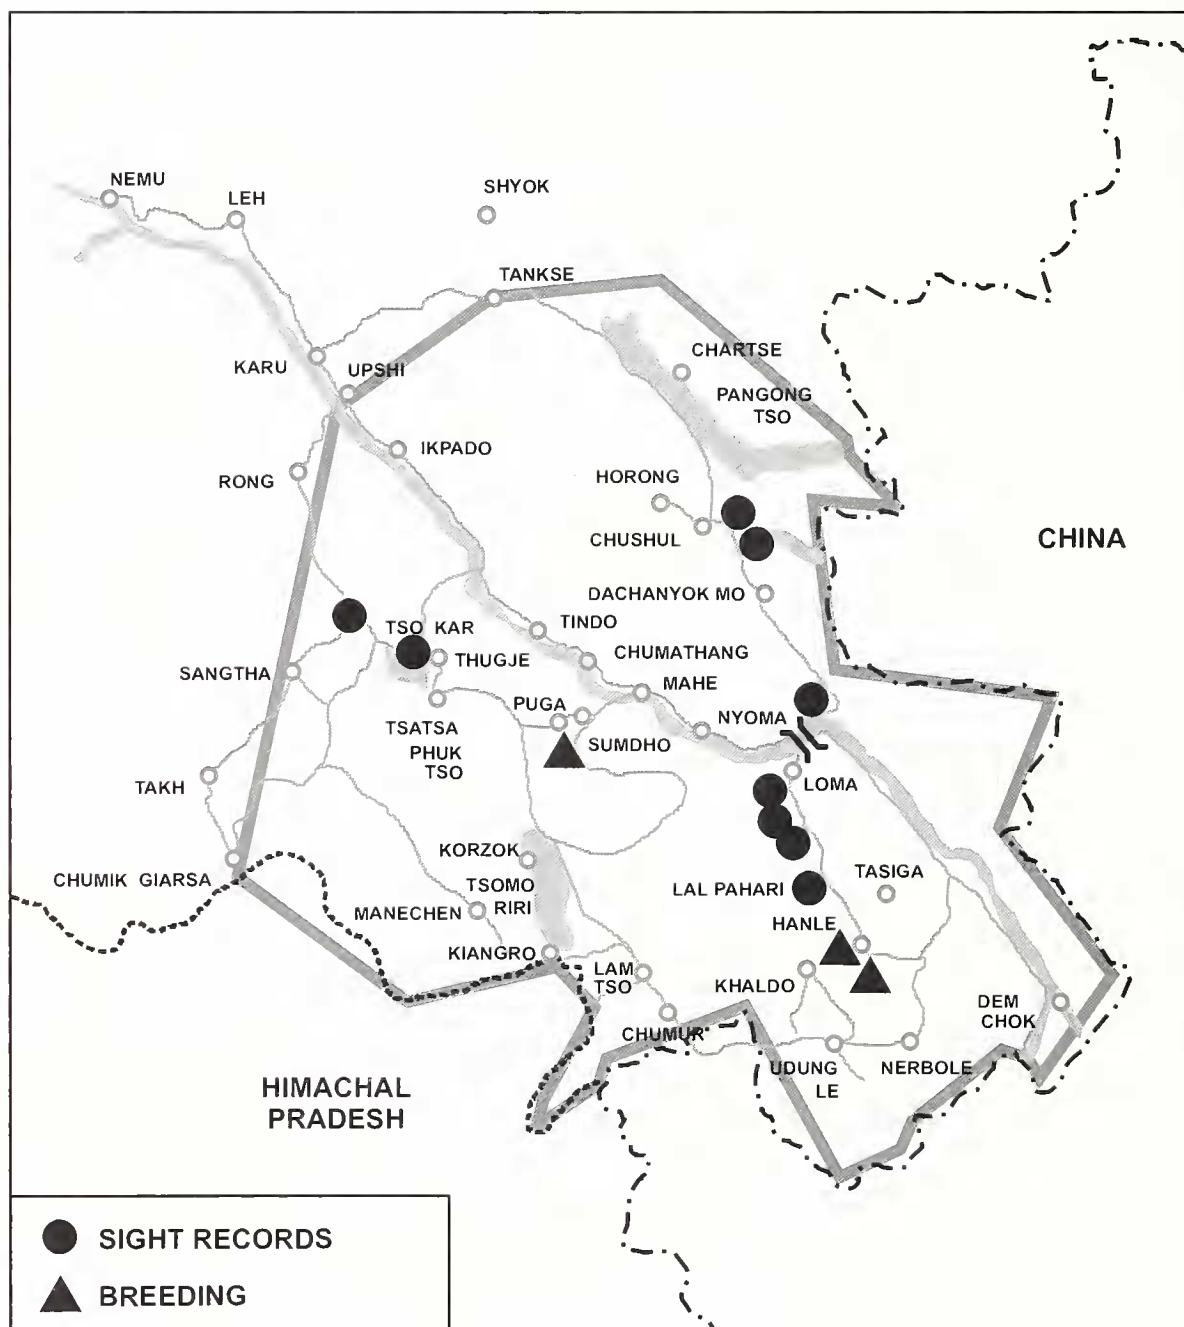 NEMU
LEH
SHYOK
TANKSE
KARU
UPSHI
CHARTSE
PANGONG
TSO
IKPADO
RONG
HORONG
CHUSHUL
CHINA
DACHANYOK MO
TSO KAR
TINDO
THUGJE
CHUMATHANG
SANGTHA
MAHE
PUGA
NYOMA
TSATSA
PHUK
TSO
SUMDHO
TAKH
LOMA
KORZOK
CHUMIK GIARSA
TASIGA
TSOMO
RIRI
LAL PAHARI
MANECHEN
HANLE
KIANGRO
LAM
TSO
KHALDO
DEM
CHOK
CHUMUR
UDUNG
LE
NERBOLE
HIMACHAL
PRADESH
SIGHT RECORDS
BREEDING